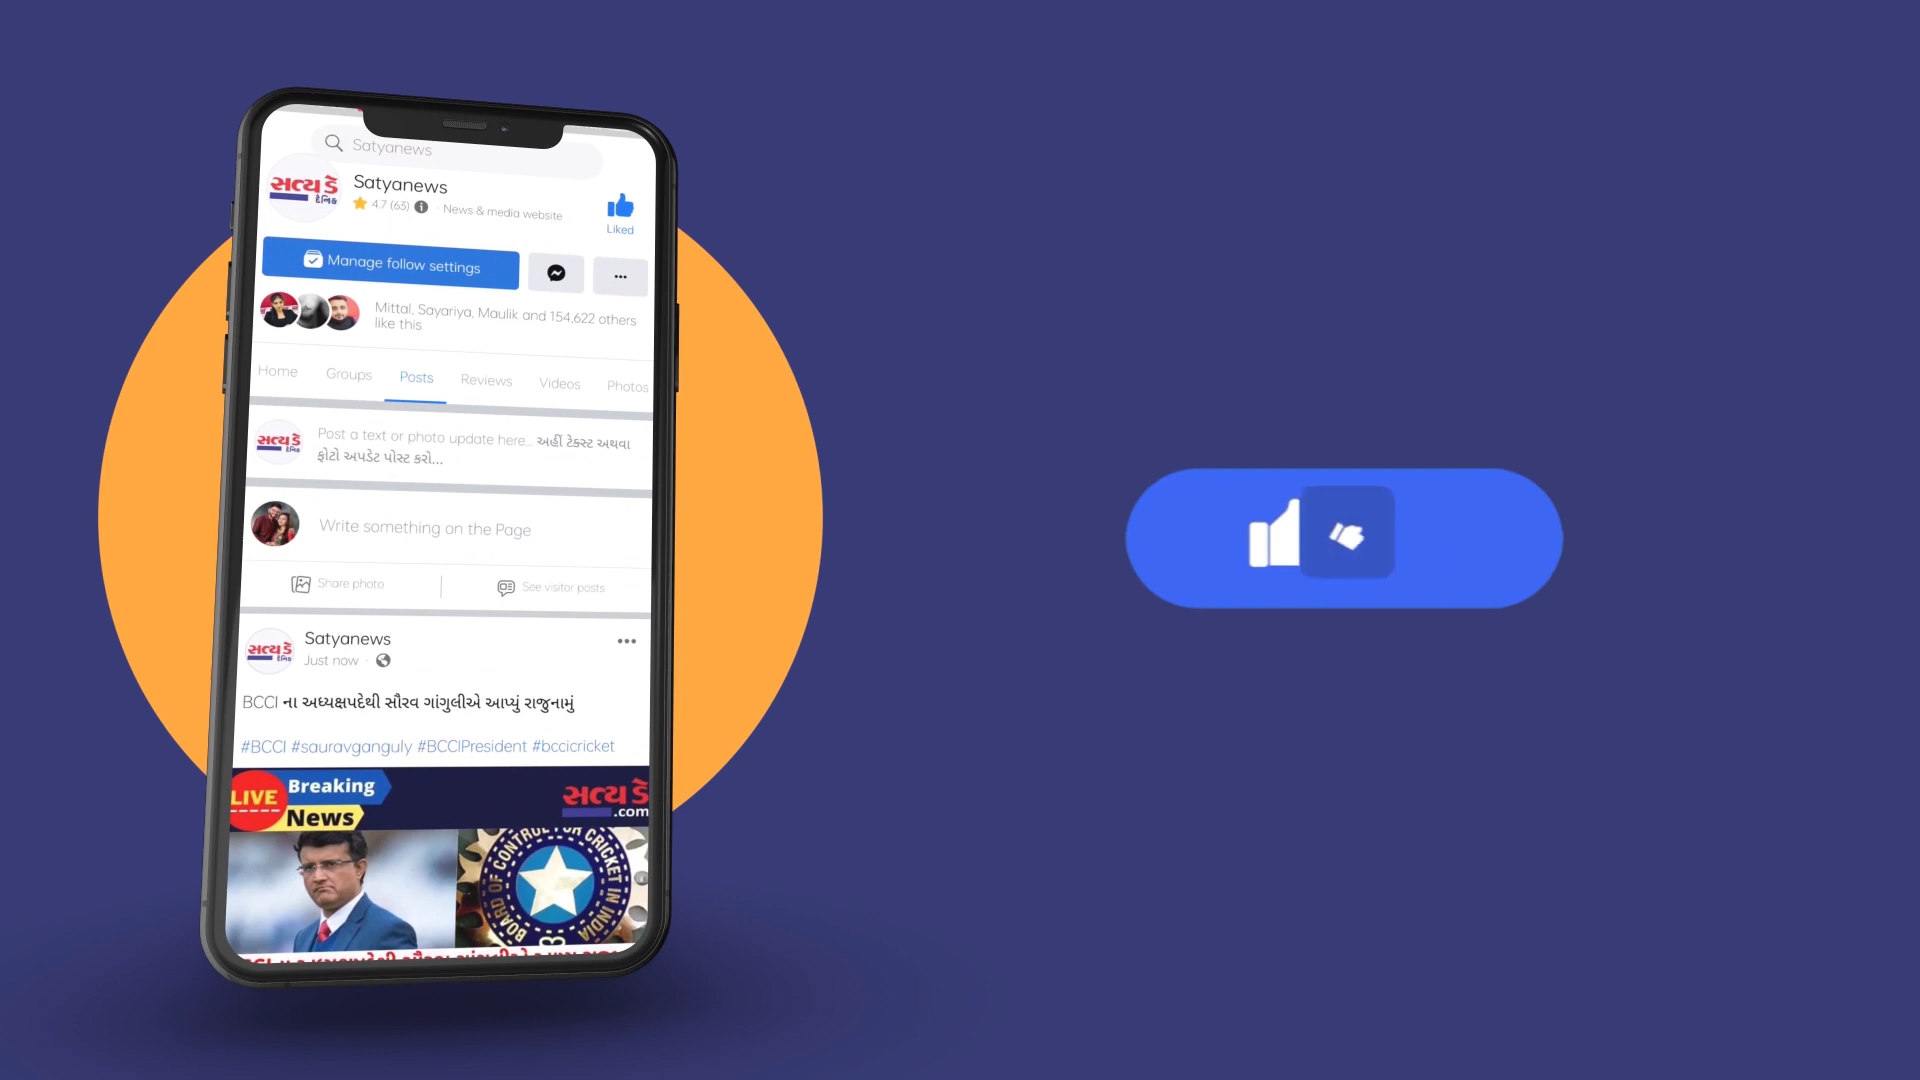 Satyanews
સત્ય ડે
દૈનિક
Satyanews
4.7 (63) · News & media website
Liked
Manage follow settings
Mittal, Sayariya, Maulik and 154,622 others
like this
Home Groups Posts Reviews Videos Photos
સત્ય ડે
દૈનિક
Post a text or photo update here... અહીં ટેક્સ્ટ અથવા
ફોટો અપડેટ પોસ્ટ કરો...
Write something on the Page
Share photo See visitor posts
સત્ય ડે
દૈનિક
Satyanews
Just now ·
BCCI ના અધ્યક્ષપદેથી સૌરવ ગાંગુલીએ આપ્યું રાજુનામું
#BCCI #sauravganguly #BCCIPresident #bccicricket
LIVE Breaking
News
સત્ય ડે
.com
BOARD OF CONTROL FOR CRICKET IN INDIA